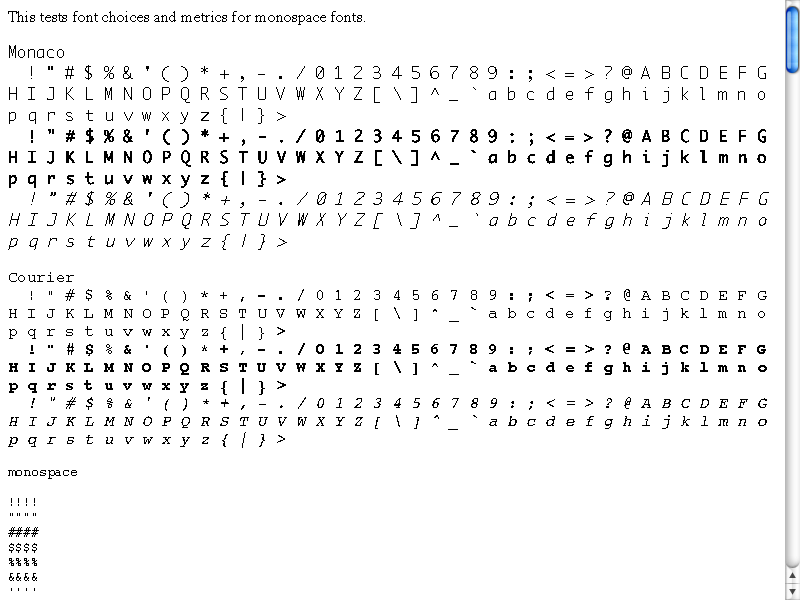 This tests font choices and metrics for monospace fonts.
Monaco
! " # $ % & ' ( ) * + , - . / 0 1 2 3 4 5 6 7 8 9 : ; < = > ? @ A B C D E F G
H I J K L M N O P Q R S T U V W X Y Z [ \ ] ^ _ ` a b c d e f g h i j k l m n o
p q r s t u v w x y z { | } >
! " # $ % & ' ( ) * + , - . / 0 1 2 3 4 5 6 7 8 9 : ; < = > ? @ A B C D E F G
H I J K L M N O P Q R S T U V W X Y Z [ \ ] ^ _ ` a b c d e f g h i j k l m n o
p q r s t u v w x y z { | } >
! " # $ % & ' ( ) * + , - . / 0 1 2 3 4 5 6 7 8 9 : ; < = > ? @ A B C D E F G
H I J K L M N O P Q R S T U V W X Y Z [ \ ] ^ _ ` a b c d e f g h i j k l m n o
p q r s t u v w x y z { | } >
Courier
! " # $ % & ' ( ) * + , - . / 0 1 2 3 4 5 6 7 8 9 : ; < = > ? @ A B C D E F G
H I J K L M N O P Q R S T U V W X Y Z [ \ ] ^ _ ` a b c d e f g h i j k l m n o
p q r s t u v w x y z { | } >
! " # $ % & ' ( ) * + , - . / 0 1 2 3 4 5 6 7 8 9 : ; < = > ? @ A B C D E F G
H I J K L M N O P Q R S T U V W X Y Z [ \ ] ^ _ ` a b c d e f g h i j k l m n o
p q r s t u v w x y z { | } >
! " # $ % & ' ( ) * + , - . / 0 1 2 3 4 5 6 7 8 9 : ; < = > ? @ A B C D E F G
H I J K L M N O P Q R S T U V W X Y Z [ \ ] ^ _ ` a b c d e f g h i j k l m n o
p q r s t u v w x y z { | } >
monospace
!!!!
""""
####
$$$$
%%%%
&&&&
''''